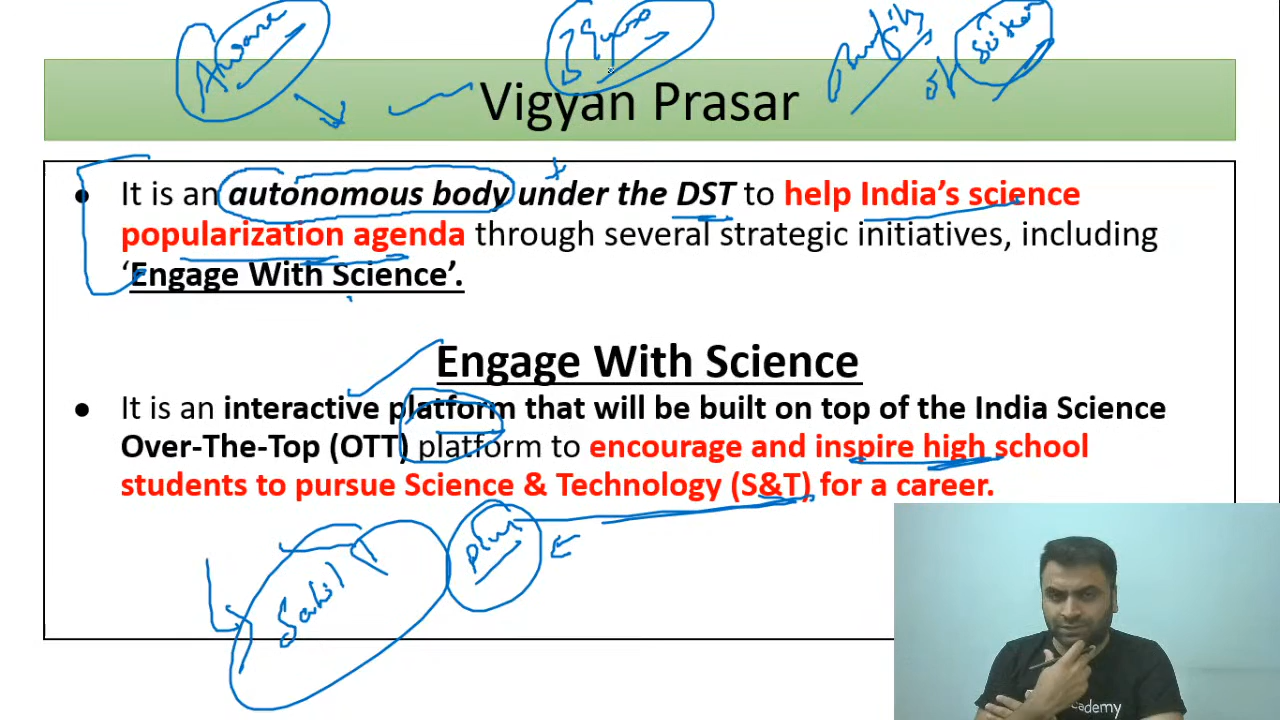 Vigyan Prasar
● It is an autonomous body under the DST to help India’s science
popularization agenda through several strategic initiatives, including
‘Engage With Science’.
Engage With Science
● It is an interactive platform that will be built on top of the India Science
Over-The-Top (OTT) platform to encourage and inspire high school
students to pursue Science & Technology (S&T) for a career.
Sahil